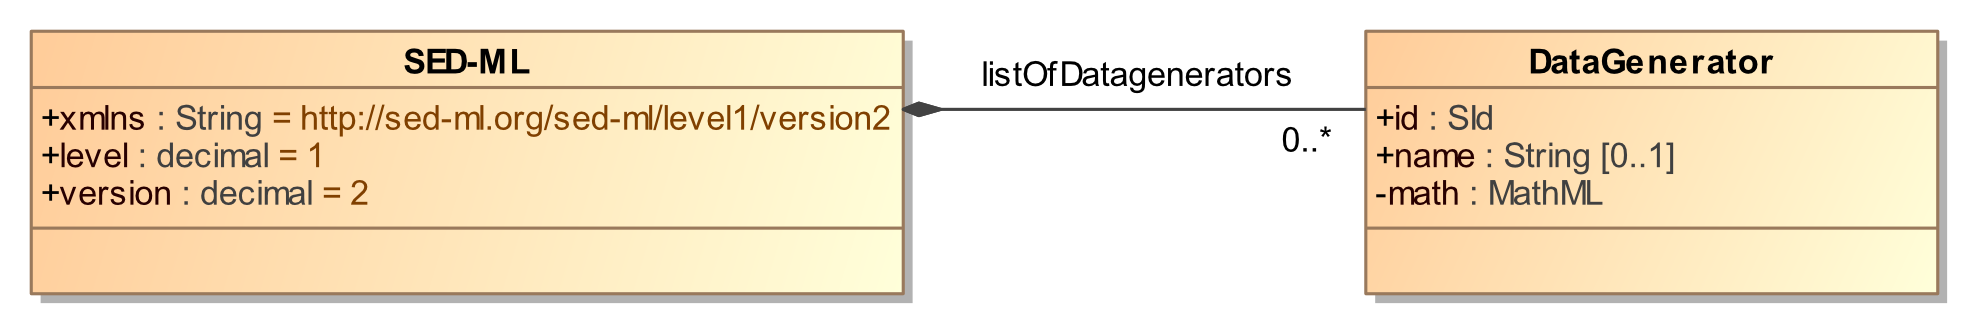 SED-ML
+xmlns : String = http://sed-ml.org/sed-ml/level1/version2
+level : decimal = 1
+version : decimal = 2
listOfDatagenerators
0..*
DataGenerator
+id : SId
+name : String [0..1]
-math : MathML